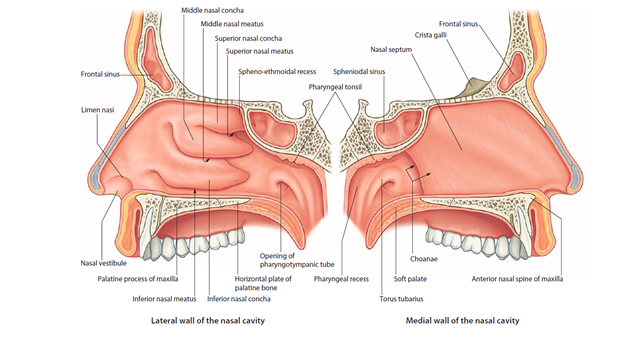 Middle nasal concha
Middle nasal meatus
Superior nasal concha
Superior nasal meatus
Spheno-ethmoidal recess
Frontal sinus
Limen nasi
Nasal vestibule
Palatine process of maxilla
Inferior nasal meatus
Inferior nasal concha
Horizontal plate of
palatine bone
Opening of
pharyngotympanic tube
Lateral wall of the nasal cavity
Frontal sinus
Crista galli
Nasal septum
Spheniodal sinus
Pharyngeal tonsil
Pharyngeal recess
Torus tubarius
Soft palate
Choanae
Anterior nasal spine of maxilla
Medial wall of the nasal cavity